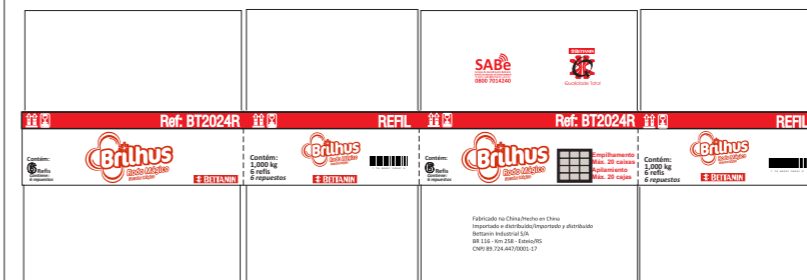 SABe
0800 7014240
BETTANIN
Qualidade Total
Ref: BT2024R
REFIL
Ref: BT2024R
REFIL
Contém:
6 Refis
Contiene:
6 repuestos
Brilhus
Rodo Mágico
BETTANIN
Contém:
1,000 kg
6 refis
6 repuestos
Brilhus
Rodo Mágico
BETTANIN
Contém:
6 Refis
Contiene:
6 repuestos
Brilhus
Rodo Mágico
Empilhamento
Máx. 20 caixas
Apilamiento
Máx. 20 cajas
Contém:
1,000 kg
6 refis
6 repuestos
Brilhus
Rodo Mágico
BETTANIN
Fabricado na China/Hecho en China
Importado e distribuído/Importado y distribuido
Bettanin Industrial S/A
BR 116 - Km 258 - Esteio/RS
CNPJ 89.724.447/0001-17